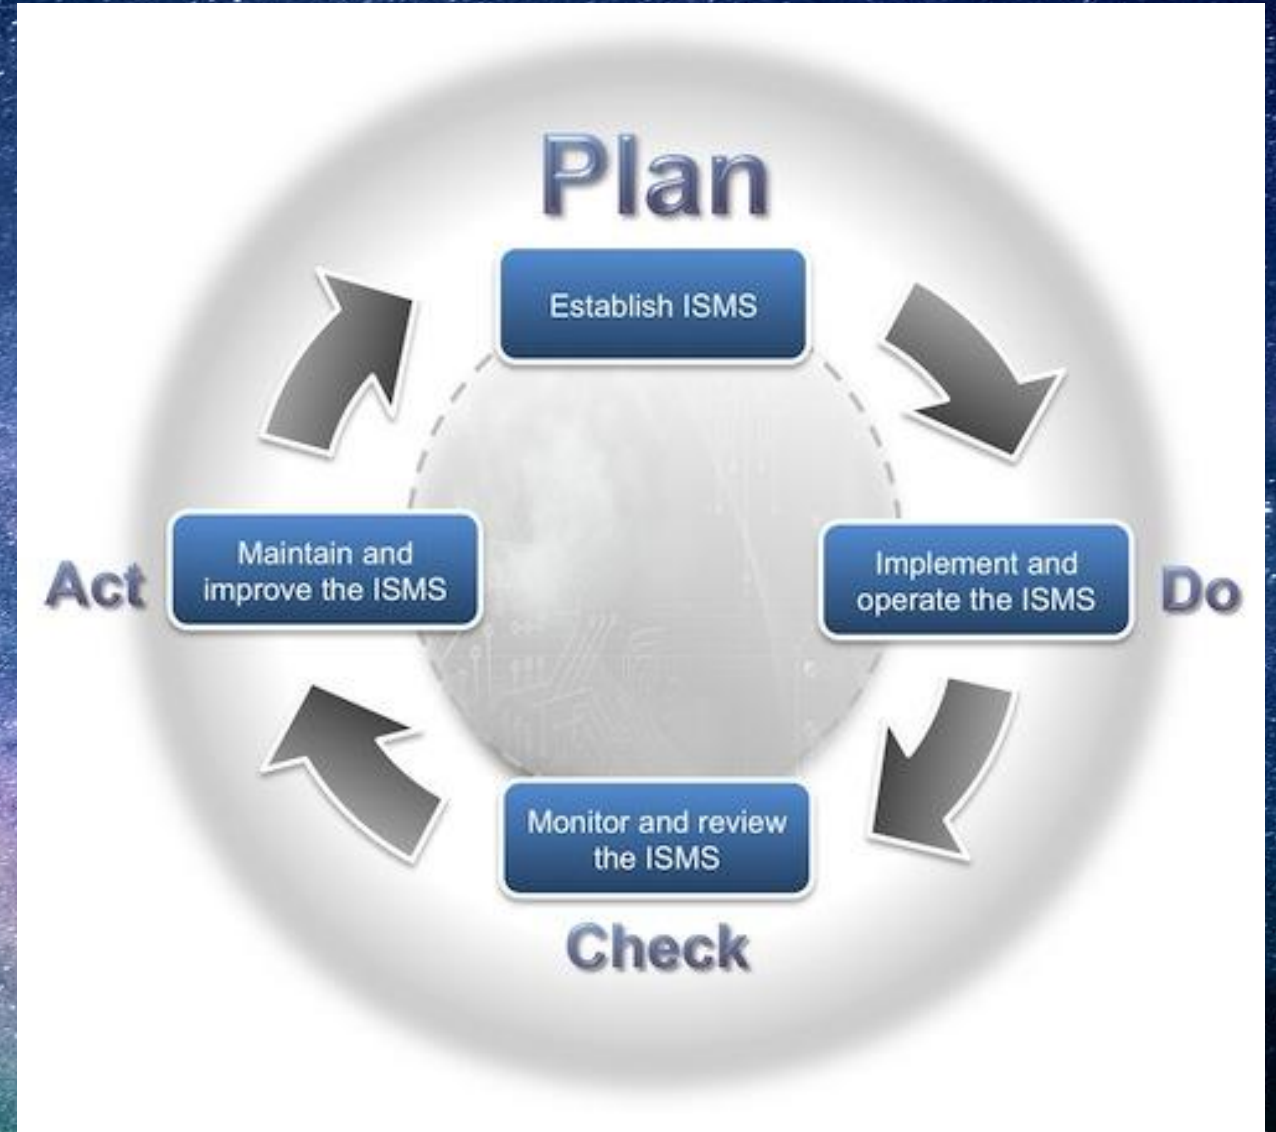 Plan
Establish ISMS
Implement and
operate the ISMS
Do
Monitor and review
the ISMS
Check
Act
Maintain and
improve the ISMS